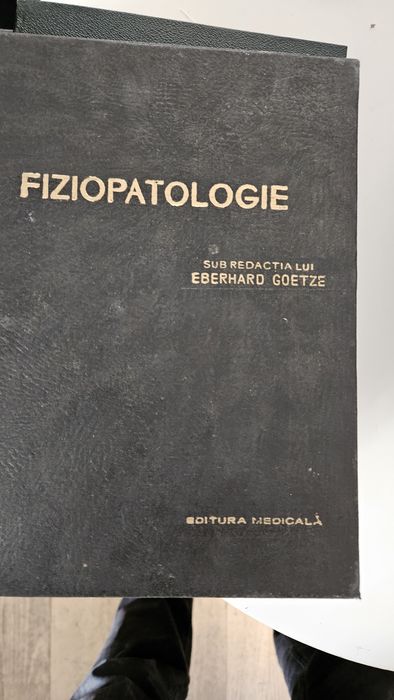 FIZIOPATOLOGIE
SUB REDACTIA LUI
EBERHARD GOETZE
EDITURA MEDICALĂ